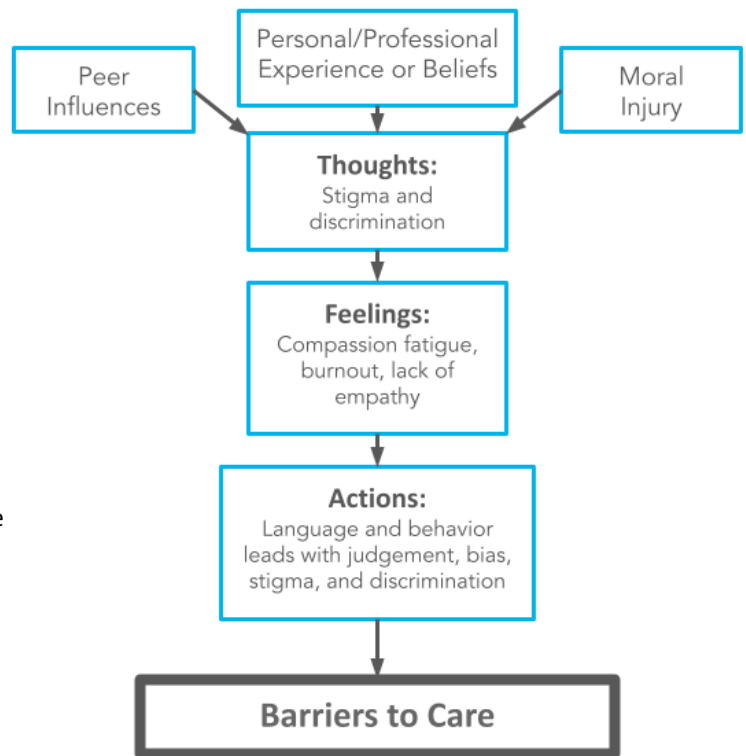 Personal/Professional
Experience or Beliefs
Peer
Influences
Moral
Injury
Thoughts:
Stigma and
discrimination
Feelings:
Compassion fatigue,
burnout, lack of
empathy
Actions:
Language and behavior
leads with judgement, bias,
stigma, and discrimination
Barriers to Care